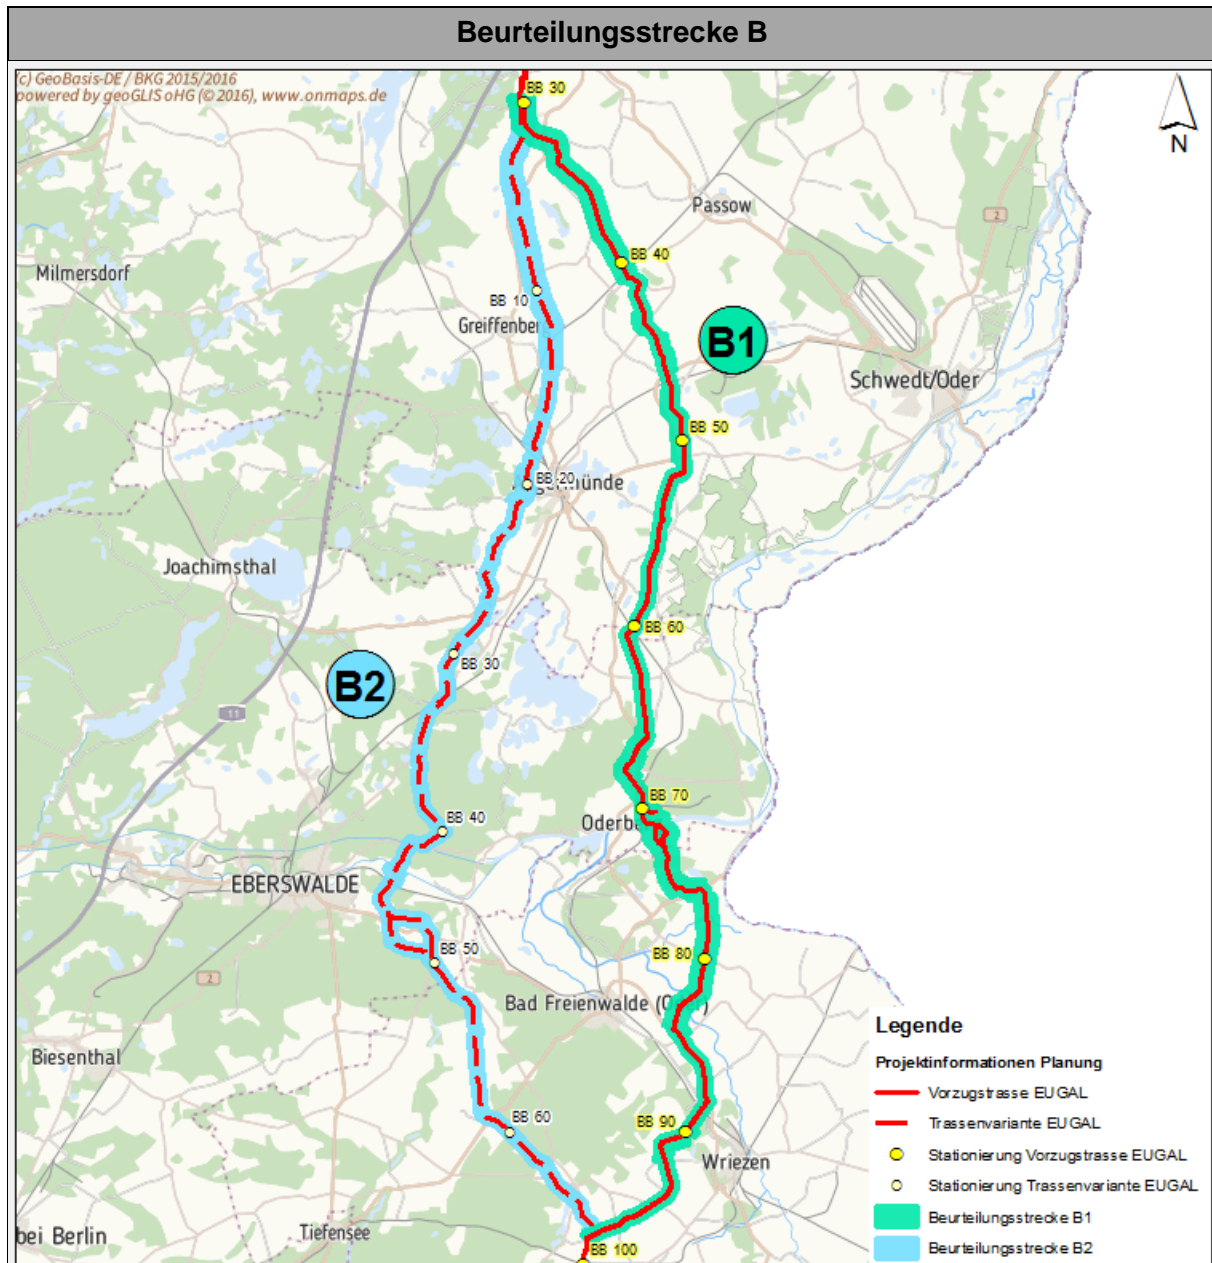 Beurteilungsstrecke B
(c) GeoBasis-DE / BKG 2015/2016
powered by geoGLIS oHG (© 2016), www.onmaps.de
BB 30
N
Passow
2
BB 40
Milmersdorf
BB 10
Greiffenber
B1
Schwedt/Oder
BB 50
BB 20
münde
Joachimsthal
BB 60
BB 30
B2
11
BB 70
Oderbe
BB 40
EBERSWALDE
BB 50
BB 80
2
Bad Freienwalde (O r)
Biesenthal
BB 60
BB 90
Wriezen
bei Berlin
Tiefensee
BB 100
Legende
Projektinformationen Planung
Vorzugstrasse EUGAL
Trassenvariante EUGAL
Stationierung Vorzugstrasse EUGAL
Stationierung Trassenvariante EUGAL
Beurteilungsstrecke B1
Beurteilungsstrecke B2